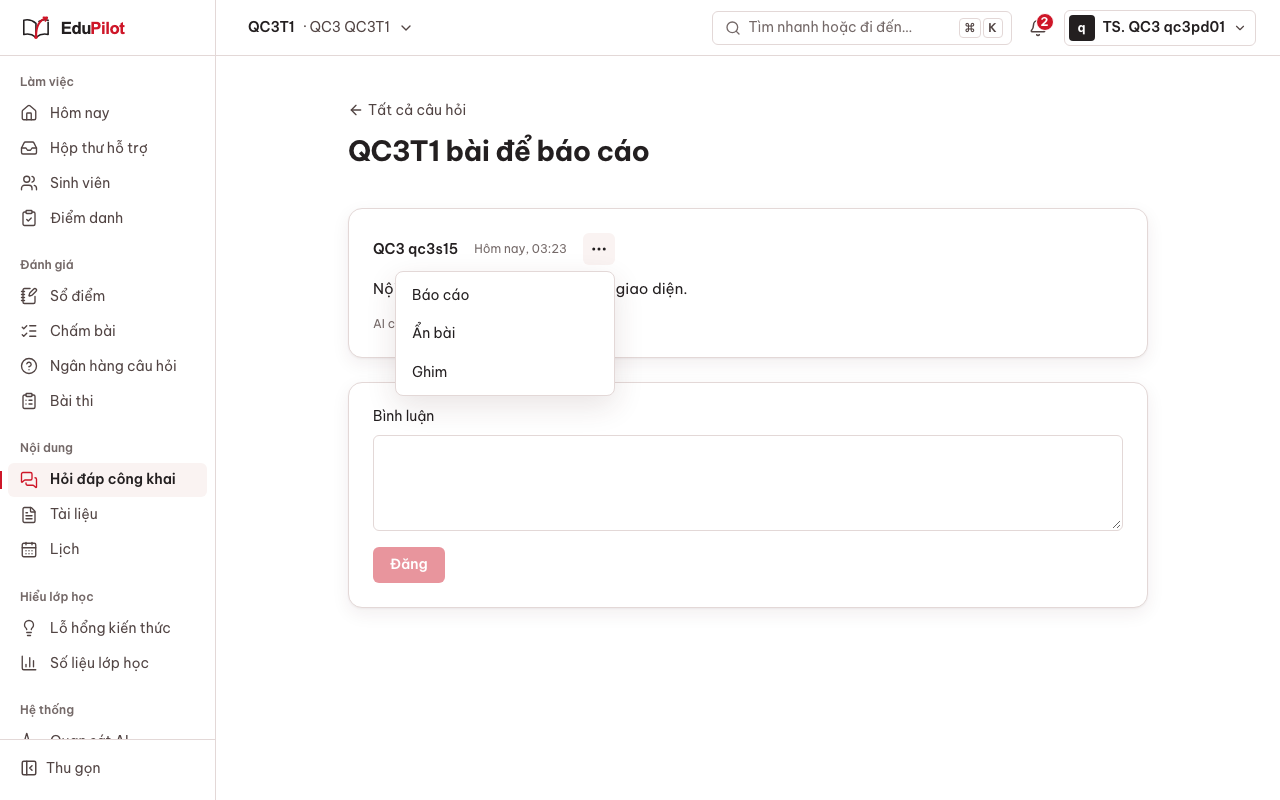 EduPilot
QC3T1 · QC3 QC3T1
Tìm nhanh hoặc đi đến... ⌘ K
2
q TS. QC3 qc3pd01
Làm việc
Hôm nay
Hộp thư hỗ trợ
Sinh viên
Điểm danh
Đánh giá
Sổ điểm
Chấm bài
Ngân hàng câu hỏi
Bài thi
Nội dung
Hỏi đáp công khai
Tài liệu
Lịch
Hiểu lớp học
Lỗ hổng kiến thức
Số liệu lớp học
Hệ thống
Quan sát AI
Thu gọn
← Tất cả câu hỏi
QC3T1 bài để báo cáo
QC3 qc3s15 Hôm nay, 03:23
giao diện.
Báo cáo
Ẩn bài
Ghim
Bình luận
Đăng